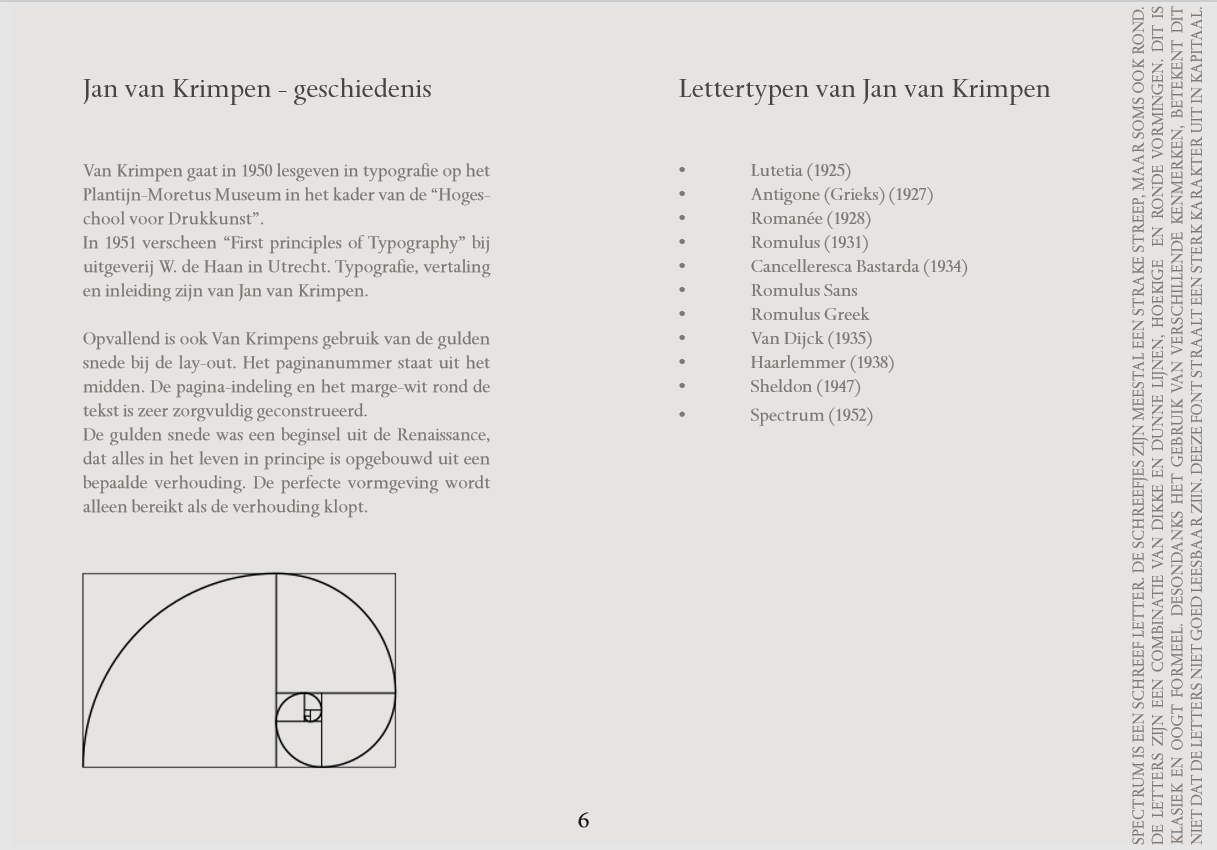 Jan van Krimpen - geschiedenis
Van Krimpen gaat in 1950 lesgeven in typografie op het
Plantijn-Moretus Museum in het kader van de “Hoges-
chool voor Drukkunst”.
In 1951 verscheen “First principles of Typography” bij
uitgeverij W. de Haan in Utrecht. Typografie, vertaling
en inleiding zijn van Jan van Krimpen.
Opvallend is ook Van Krimpens gebruik van de gulden
snede bij de lay-out. Het paginanummer staat uit het
midden. De pagina-indeling en het marge-wit rond de
tekst is zeer zorgvuldig geconstrueerd.
De gulden snede was een beginsel uit de Renaissance,
dat alles in het leven in principe is opgebouwd uit een
bepaalde verhouding. De perfecte vormgeving wordt
alleen bereikt als de verhouding klopt.
Lettertypen van Jan van Krimpen
• Lutetia (1925)
• Antigone (Grieks) (1927)
• Romanée (1928)
• Romulus (1931)
• Cancelleresca Bastarda (1934)
• Romulus Sans
• Romulus Greek
• Van Dijck (1935)
• Haarlemmer (1938)
• Sheldon (1947)
• Spectrum (1952)
SPECTRUM IS EEN SCHREEF LETTER. DE SCHREEFJES ZIJN MEESTAL EEN STRAKE STREEP, MAAR SOMS OOK ROND.
DE LETTERS ZIJN EEN COMBINATIE VAN DIKKE EN DUNNE LIJNEN, HOEKIGE EN RONDE VORMINGEN. DIT IS
KLASIEK EN OOGT FORMEEL. DESONDANKS HET GEBRUIK VAN VERSCHILLENDE KENMERKEN, BETEKENT DIT
NIET DAT DE LETTERS NIET GOED LEESBAAR ZIJN. DEEZE FONT STRAALT EEN STERK KARAKTER UIT IN KAPITAAL.
6